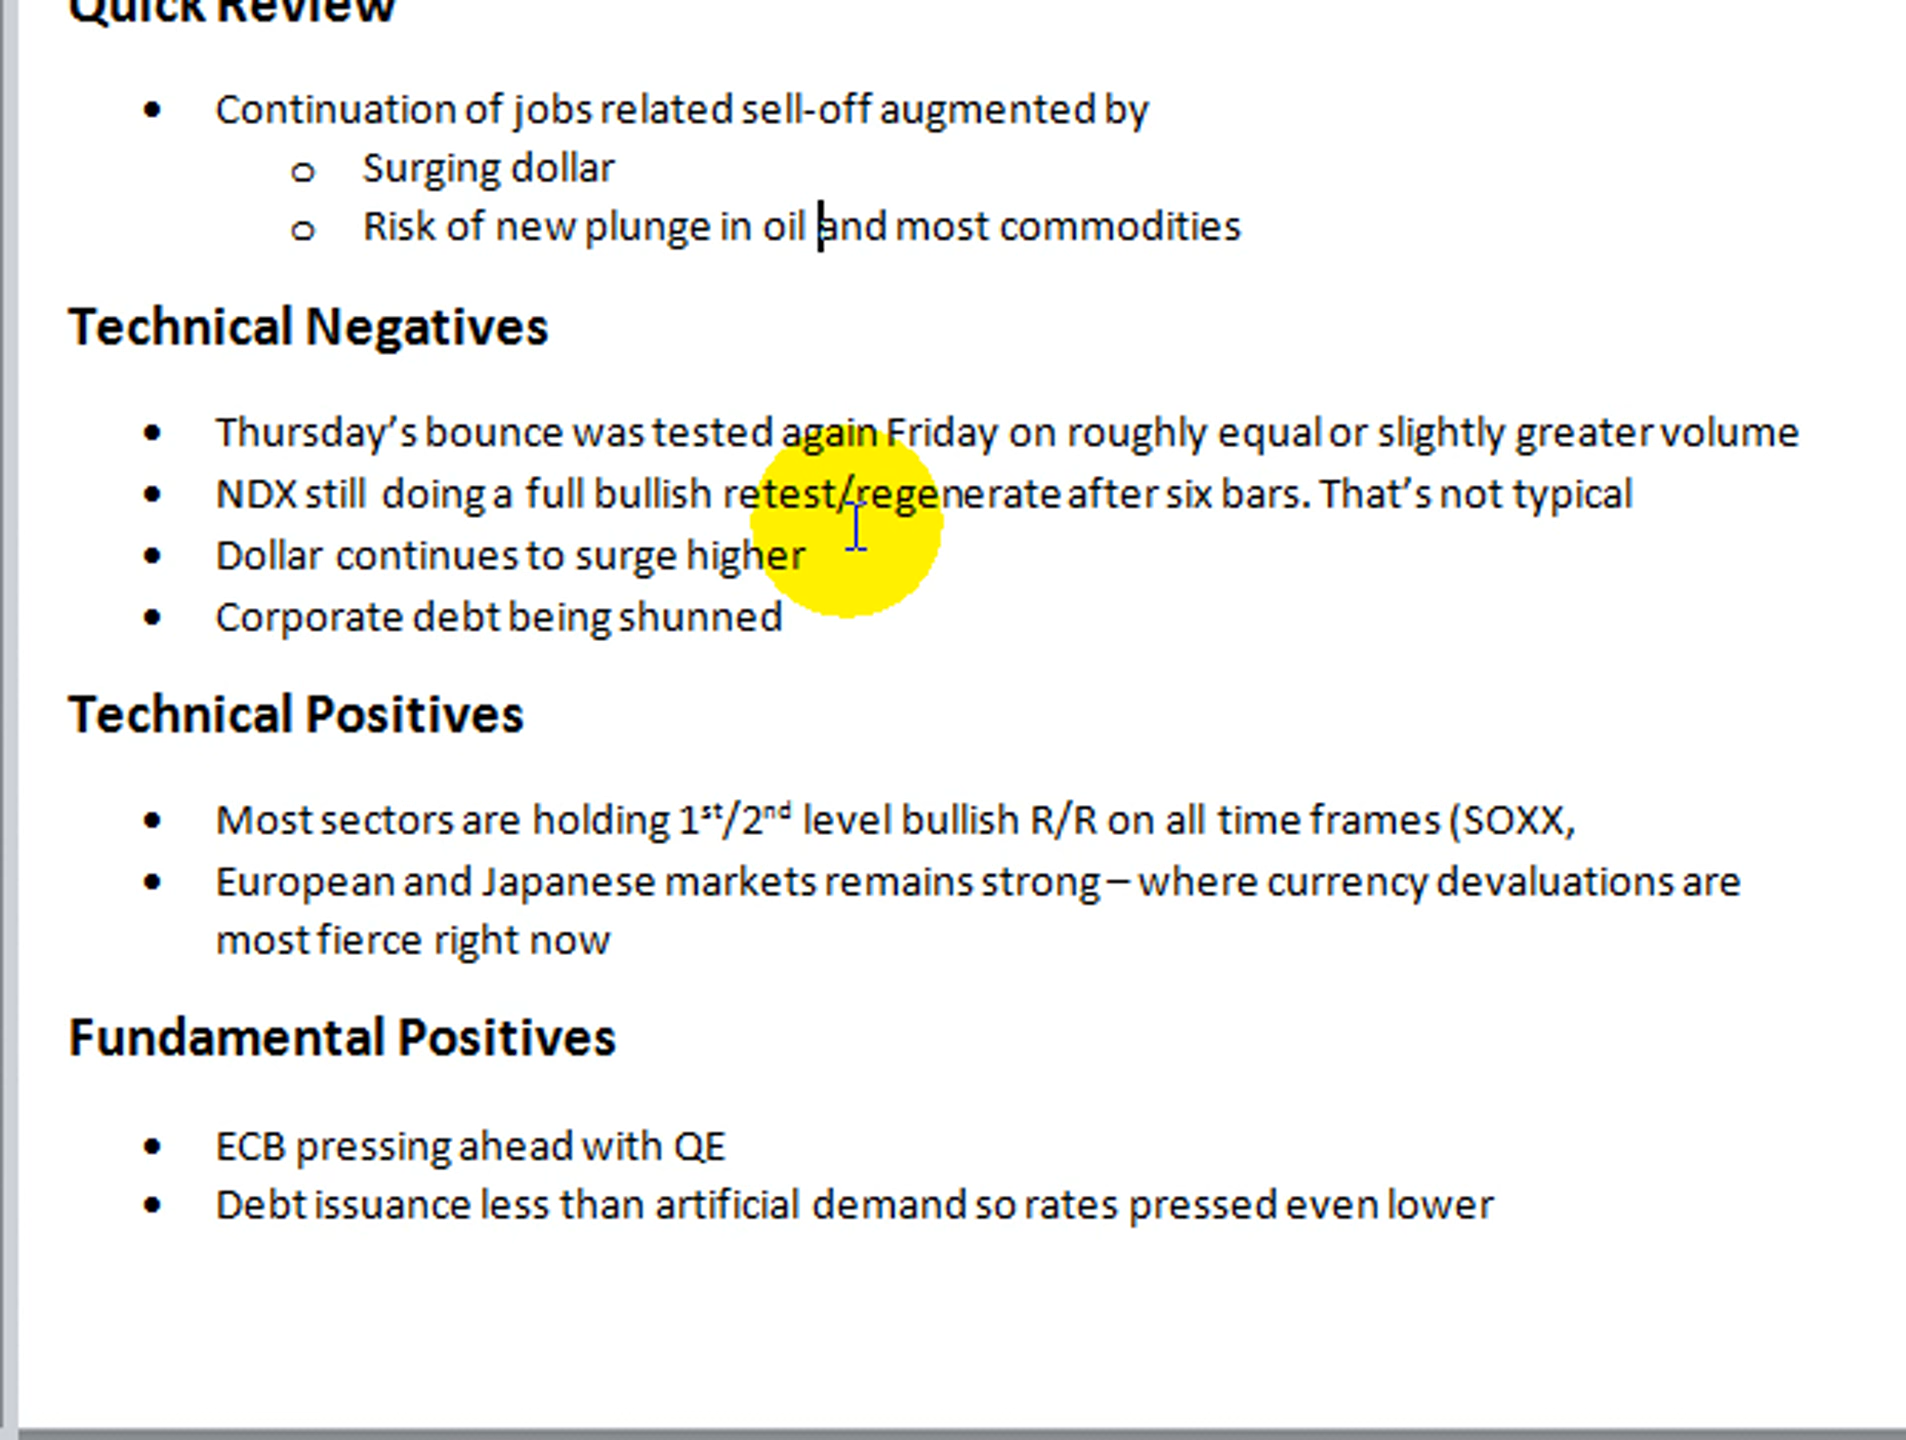 Quick Review
• Continuation of jobs related sell-off augmented by
o Surging dollar
o Risk of new plunge in oil and most commodities
Technical Negatives
• Thursday’s bounce was tested again Friday on roughly equal or slightly greater volume
• NDX still doing a full bullish retest/regenerate after six bars. That’s not typical
• Dollar continues to surge higher
• Corporate debt being shunned
Technical Positives
• Most sectors are holding 1st/2nd level bullish R/R on all time frames (SOXX,
• European and Japanese markets remains strong – where currency devaluations are
most fierce right now
Fundamental Positives
• ECB pressing ahead with QE
• Debt issuance less than artificial demand so rates pressed even lower